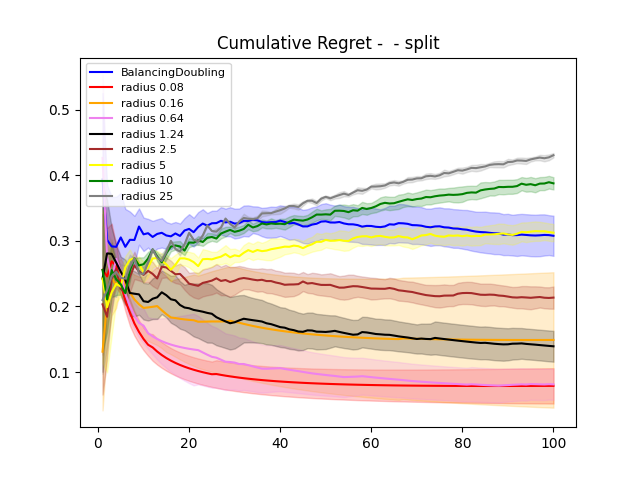 Cumulative Regret -  - split
BalancingDoubling
radius 0.08
radius 0.16
radius 0.64
radius 1.24
radius 2.5
radius 5
radius 10
radius 25
0.5
0.4
0.3
0.2
0.1
0 20 40 60 80 100